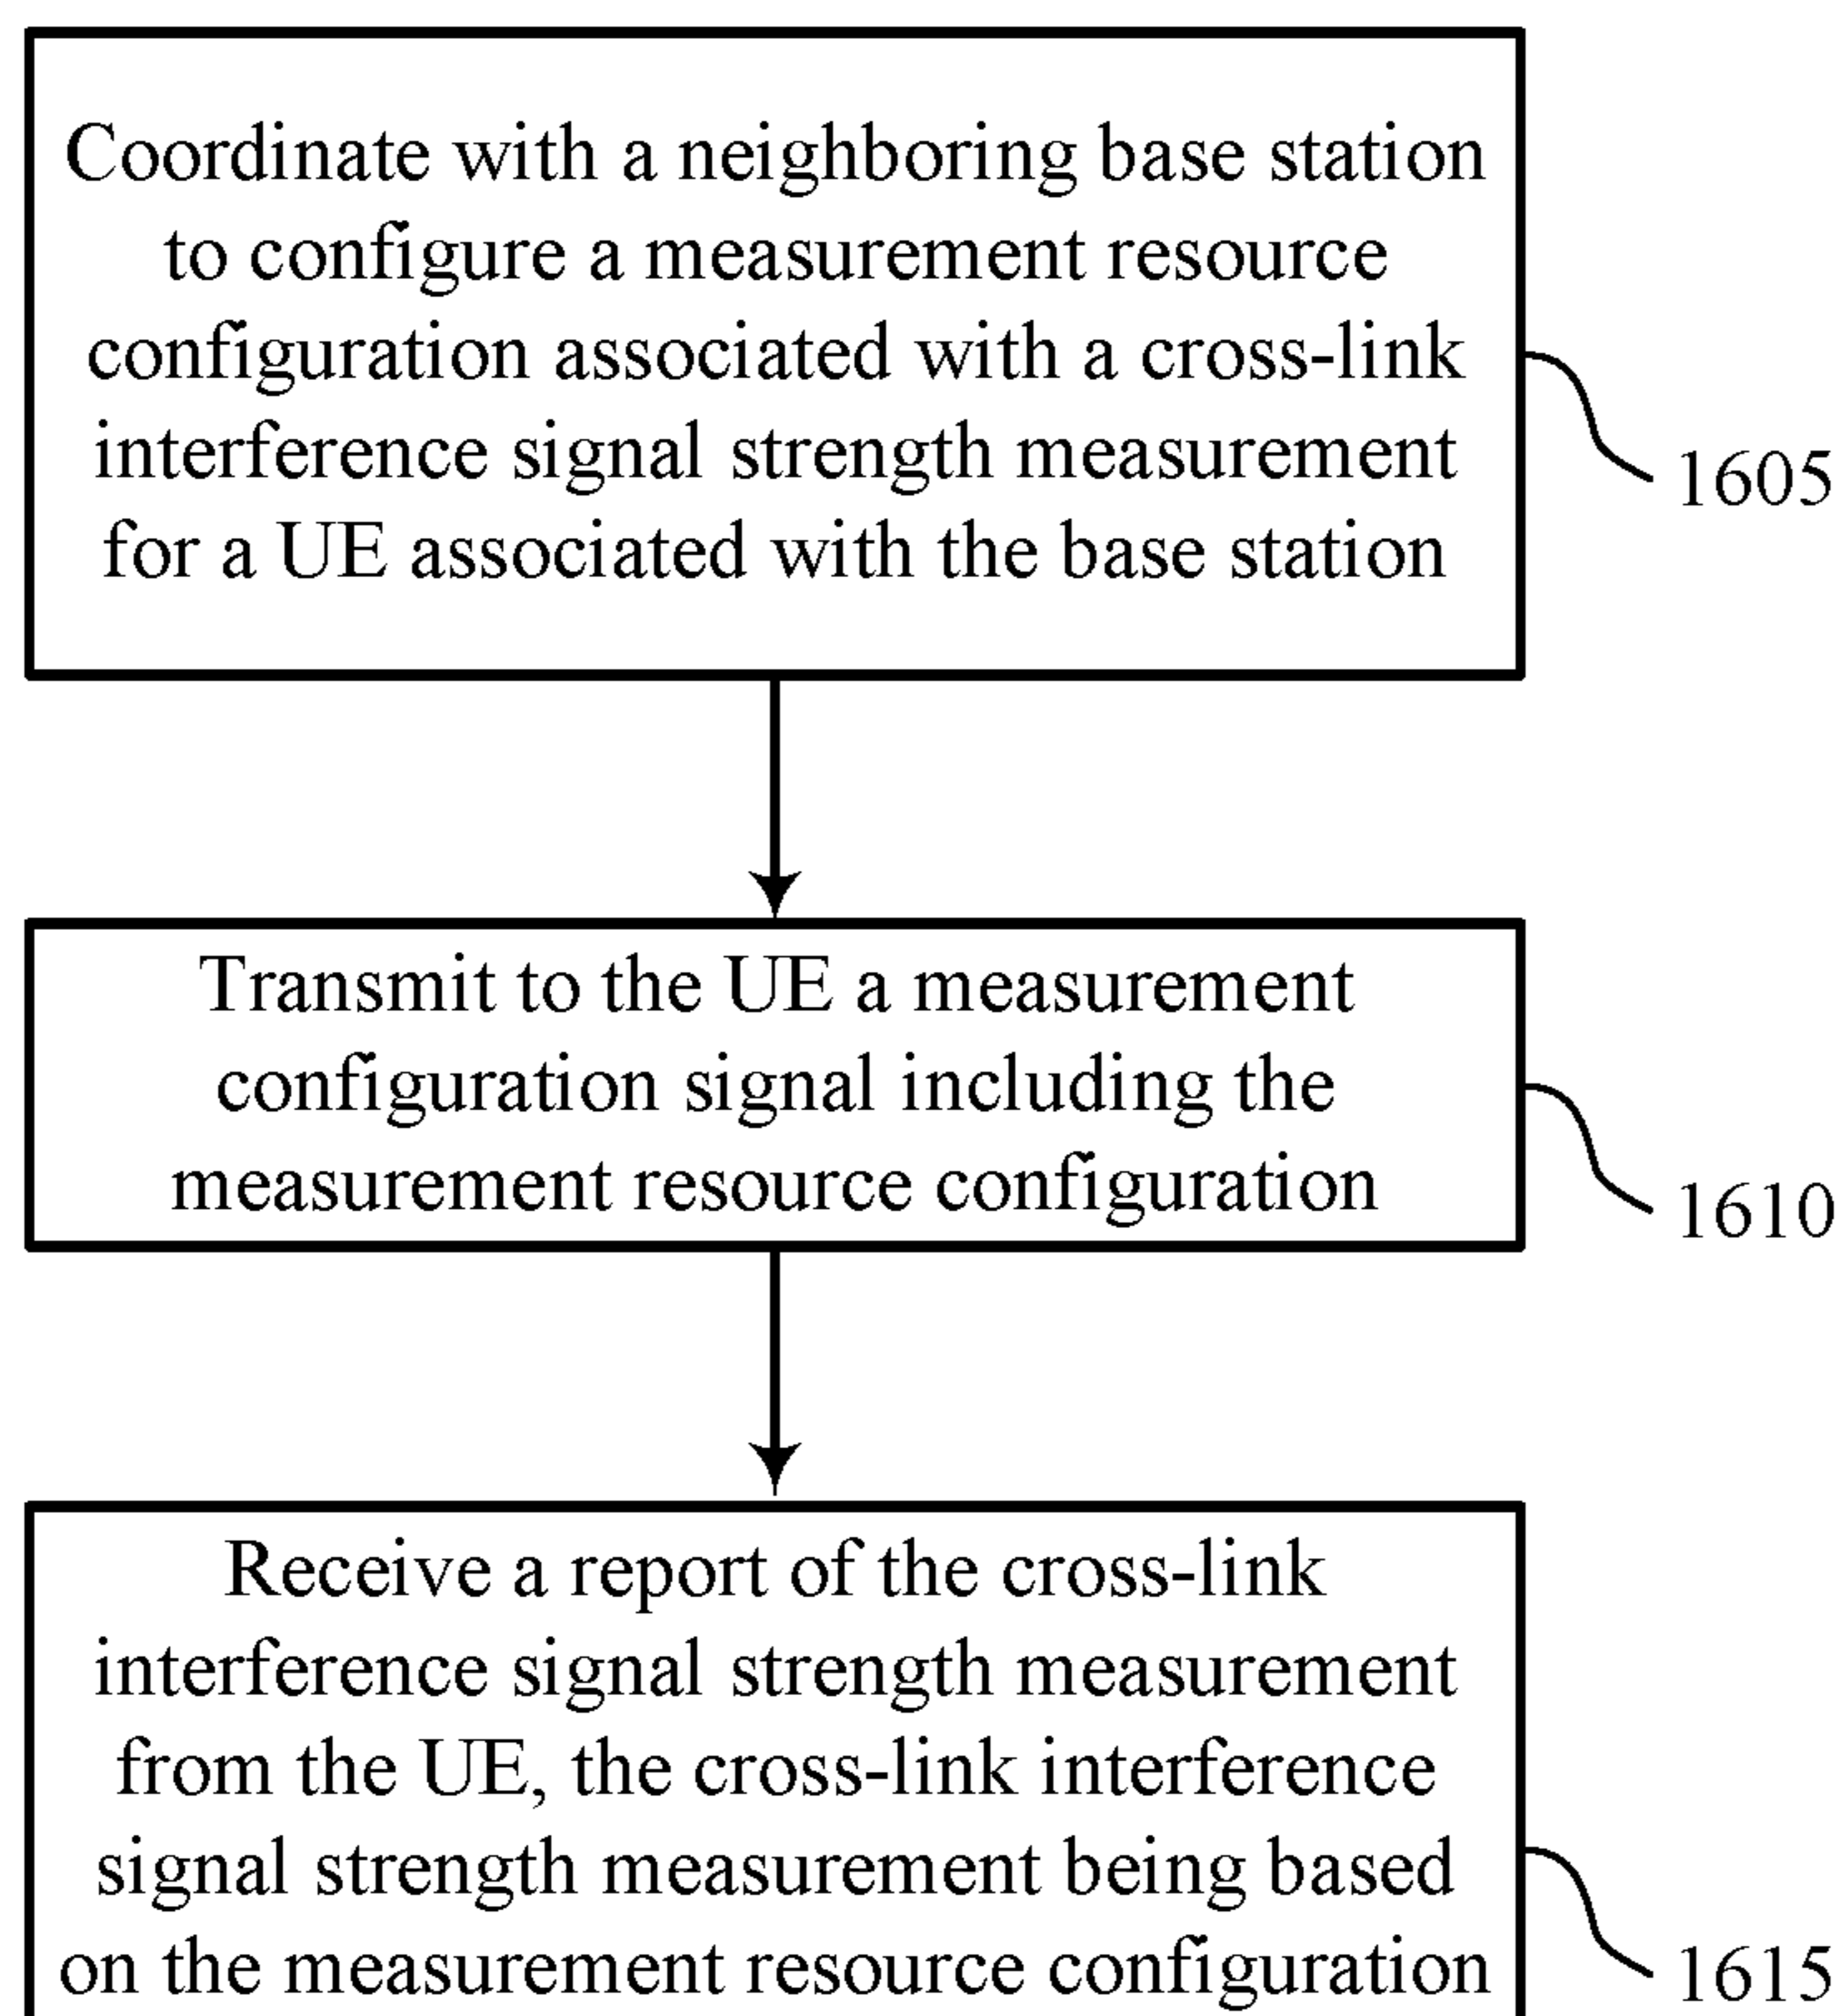 Coordinate with a neighboring base station
to configure a measurement resource
configuration associated with a cross-link
interference signal strength measurement
for a UE associated with the base station
1605
Transmit to the UE a measurement
configuration signal including the
measurement resource configuration
1610
Receive a report of the cross-link
interference signal strength measurement
from the UE, the cross-link interference
signal strength measurement being based
on the measurement resource configuration
1615